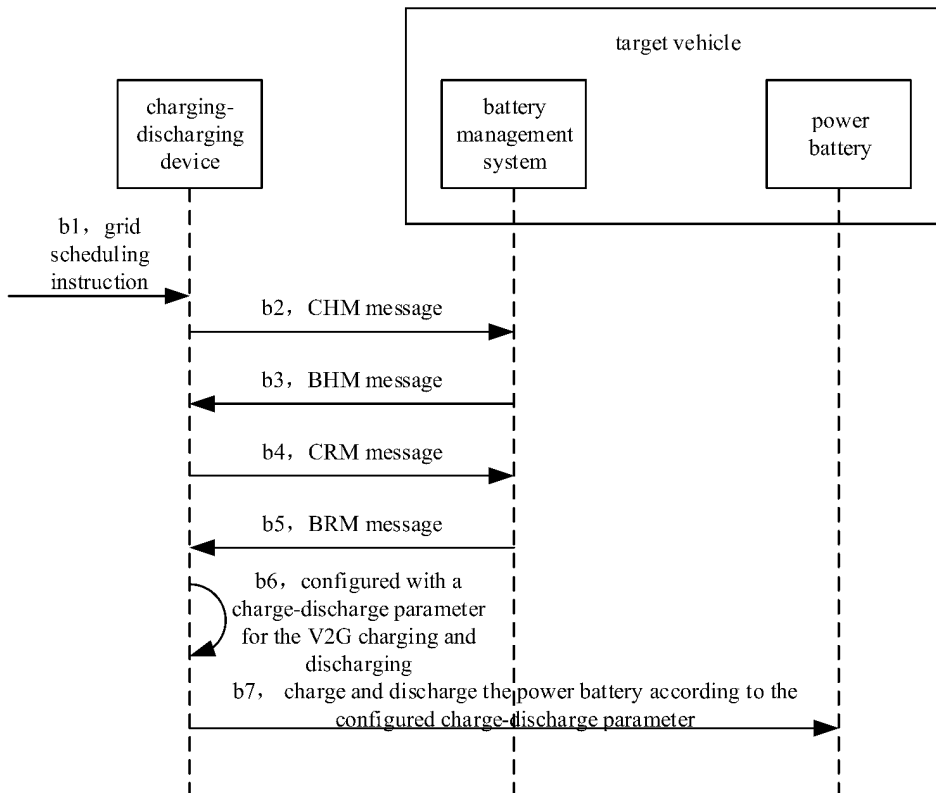 target vehicle
charging-
discharging
device
battery
management
system
power
battery
b1，grid
scheduling
instruction
b2，CHM message
b3，BHM message
b4，CRM message
b5，BRM message
b6，configured with a
charge-discharge parameter
for the V2G charging and
discharging
b7， charge and discharge the power battery according to the
configured charge-discharge parameter